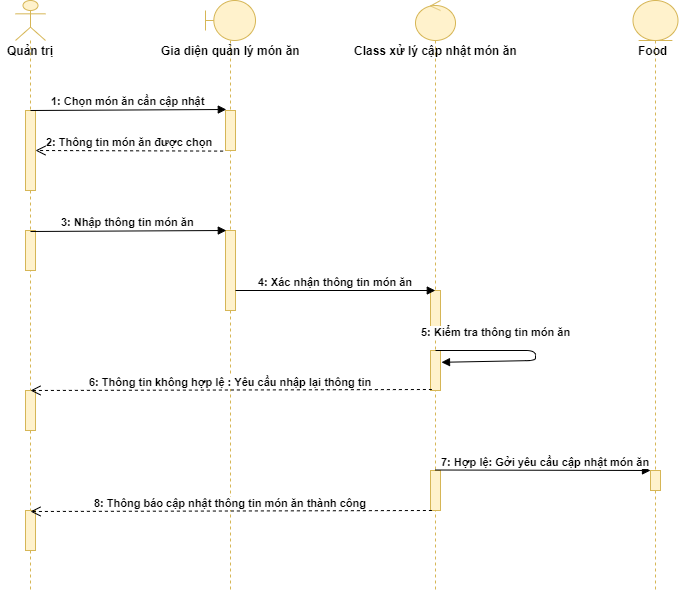 Quản trị
Gia diện quản lý món ăn
Class xử lý cập nhật món ăn
Food
1: Chọn món ăn cần cập nhật
2: Thông tin món ăn được chọn
3: Nhập thông tin món ăn
4: Xác nhận thông tin món ăn
5: Kiểm tra thông tin món ăn
6: Thông tin không hợp lệ : Yêu cầu nhập lại thông tin
7: Hợp lệ: Gởi yêu cầu cập nhật món ăn
8: Thông báo cập nhật thông tin món ăn thành công